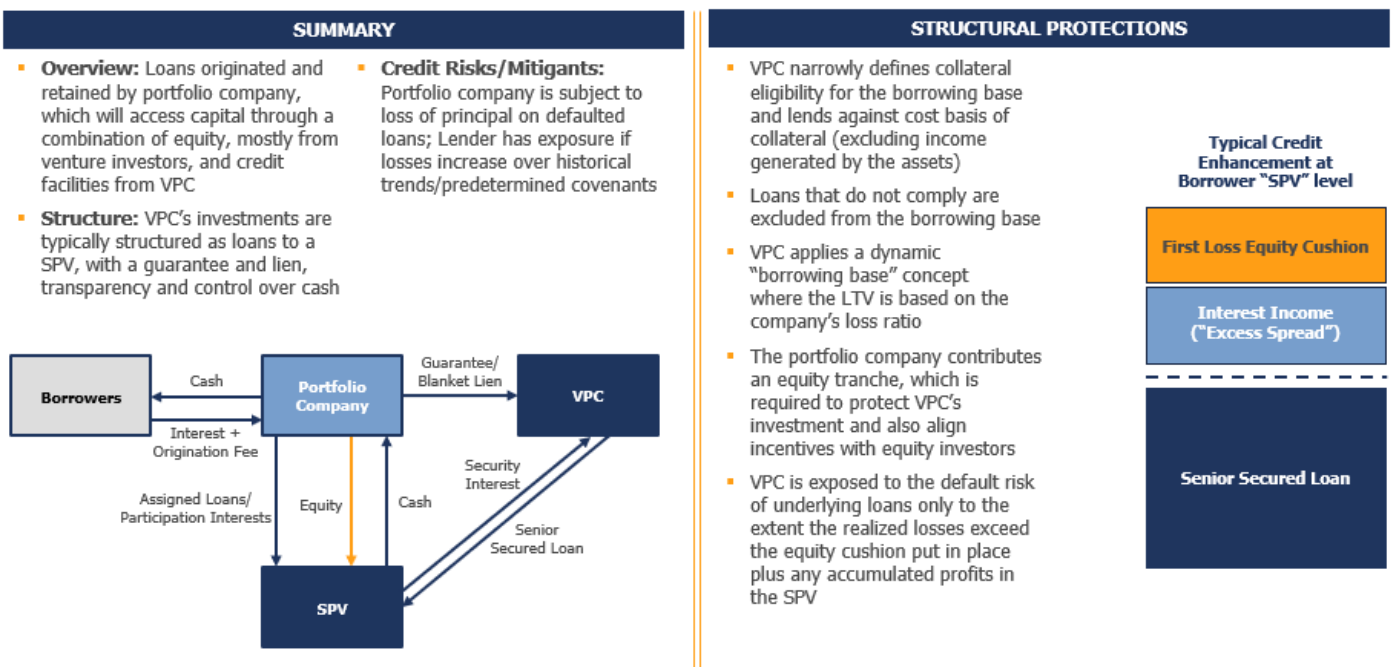 SUMMARY
▪ Overview: Loans originated and
retained by portfolio company,
which will access capital through a
combination of equity, mostly from
venture investors, and credit
facilities from VPC
▪ Structure: VPC’s investments are
typically structured as loans to a
SPV, with a guarantee and lien,
transparency and control over cash
▪ Credit Risks/Mitigants:
Portfolio company is subject to
loss of principal on defaulted
loans; Lender has exposure if
losses increase over historical
trends/predetermined covenants
Borrowers
Cash
Interest +
Origination Fee
Portfolio
Company
Guarantee/
Blanket Lien
VPC
Assigned Loans/
Participation Interests
Equity
Cash
Security
Interest
Senior
Secured Loan
SPV
STRUCTURAL PROTECTIONS
▪ VPC narrowly defines collateral
eligibility for the borrowing base
and lends against cost basis of
collateral (excluding income
generated by the assets)
▪ Loans that do not comply are
excluded from the borrowing base
▪ VPC applies a dynamic
“borrowing base” concept
where the LTV is based on the
company’s loss ratio
▪ The portfolio company contributes
an equity tranche, which is
required to protect VPC’s
investment and also align
incentives with equity investors
▪ VPC is exposed to the default risk
of underlying loans only to the
extent the realized losses exceed
the equity cushion put in place
plus any accumulated profits in
the SPV
Typical Credit
Enhancement at
Borrower “SPV” level
First Loss Equity Cushion
Interest Income
(“Excess Spread”)
Senior Secured Loan